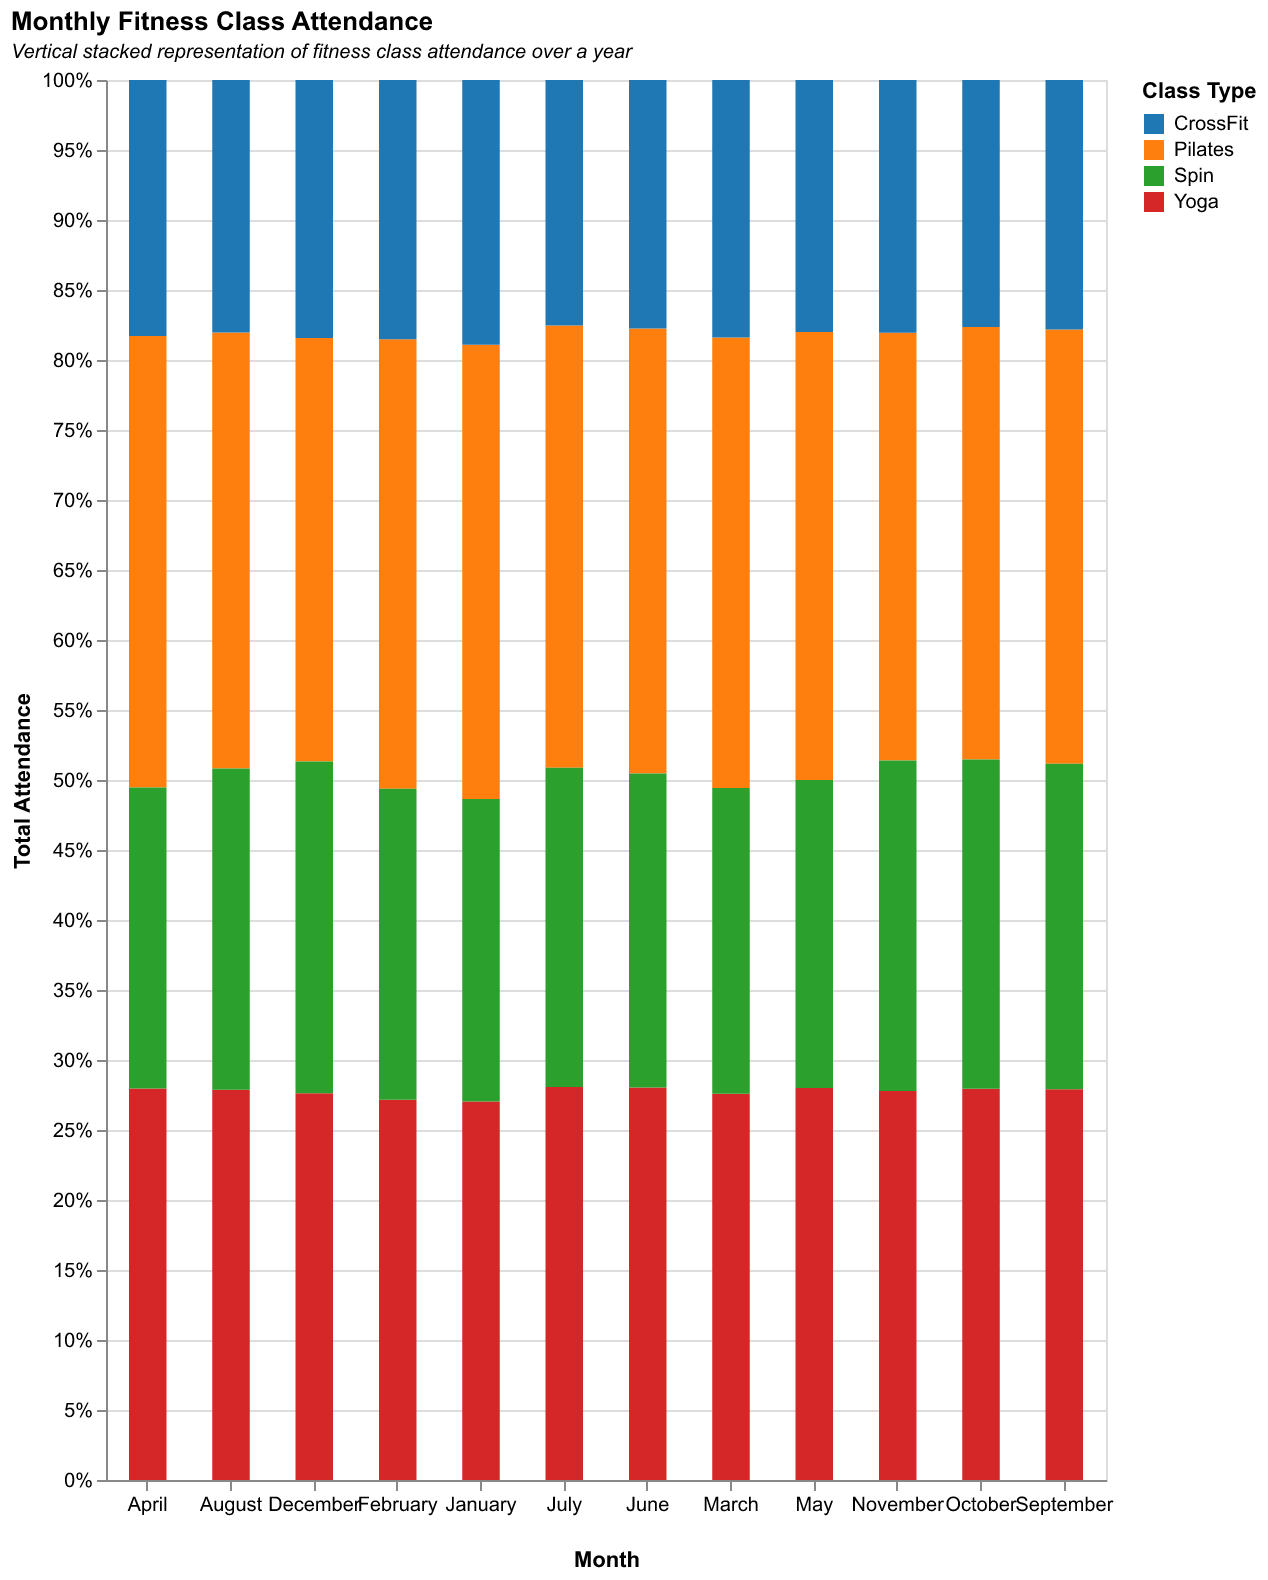 Monthly Fitness Class Attendance
Vertical stacked representation of fitness class attendance over a year
100%
95%
90%
85%
80%
75%
70%
65%
60%
55%
50%
45%
40%
35%
30%
25%
20%
15%
10%
5%
0%
Total Attendance
April August December February January July June March May November October September
Month
Class Type
CrossFit
Pilates
Spin
Yoga